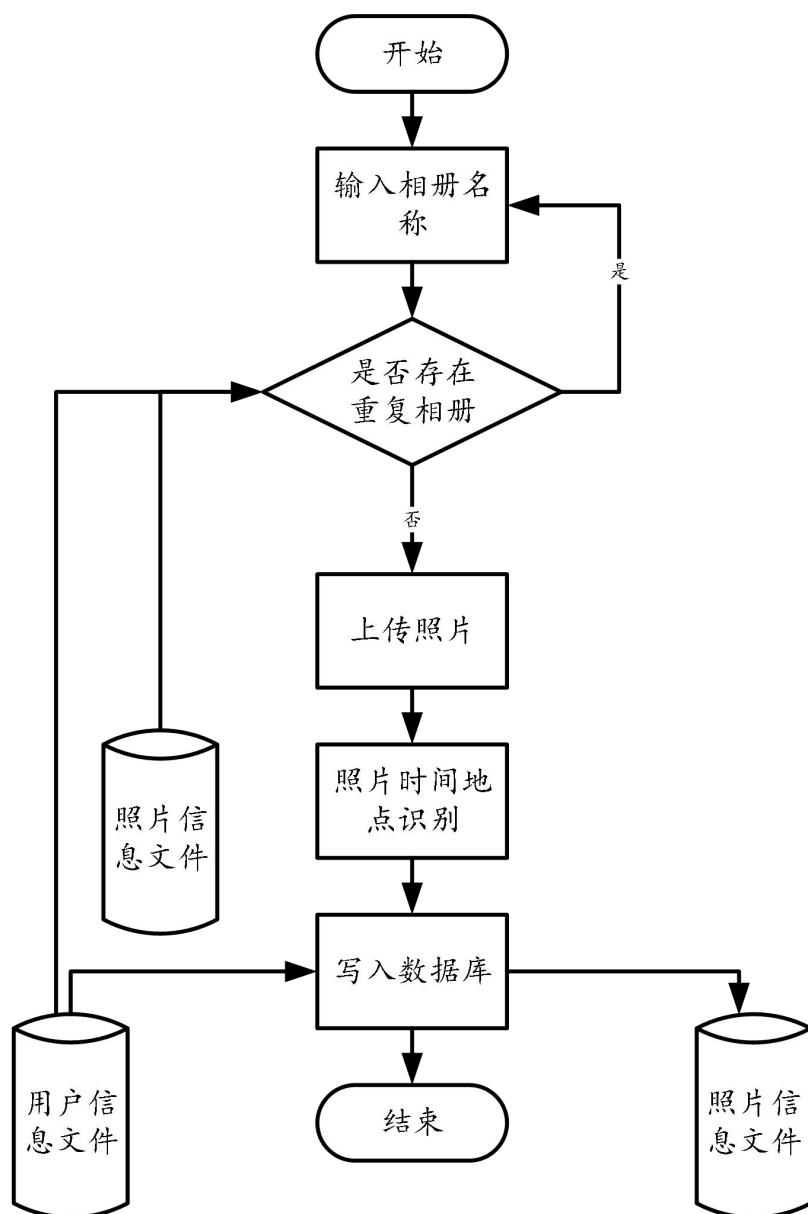 开始
输入相册名
称
是
是否存在
重复相册
否
上传照片
照片时间地
点识别
照片信
息文件
写入数据库
用户信
息文件
结束
照片信
息文件